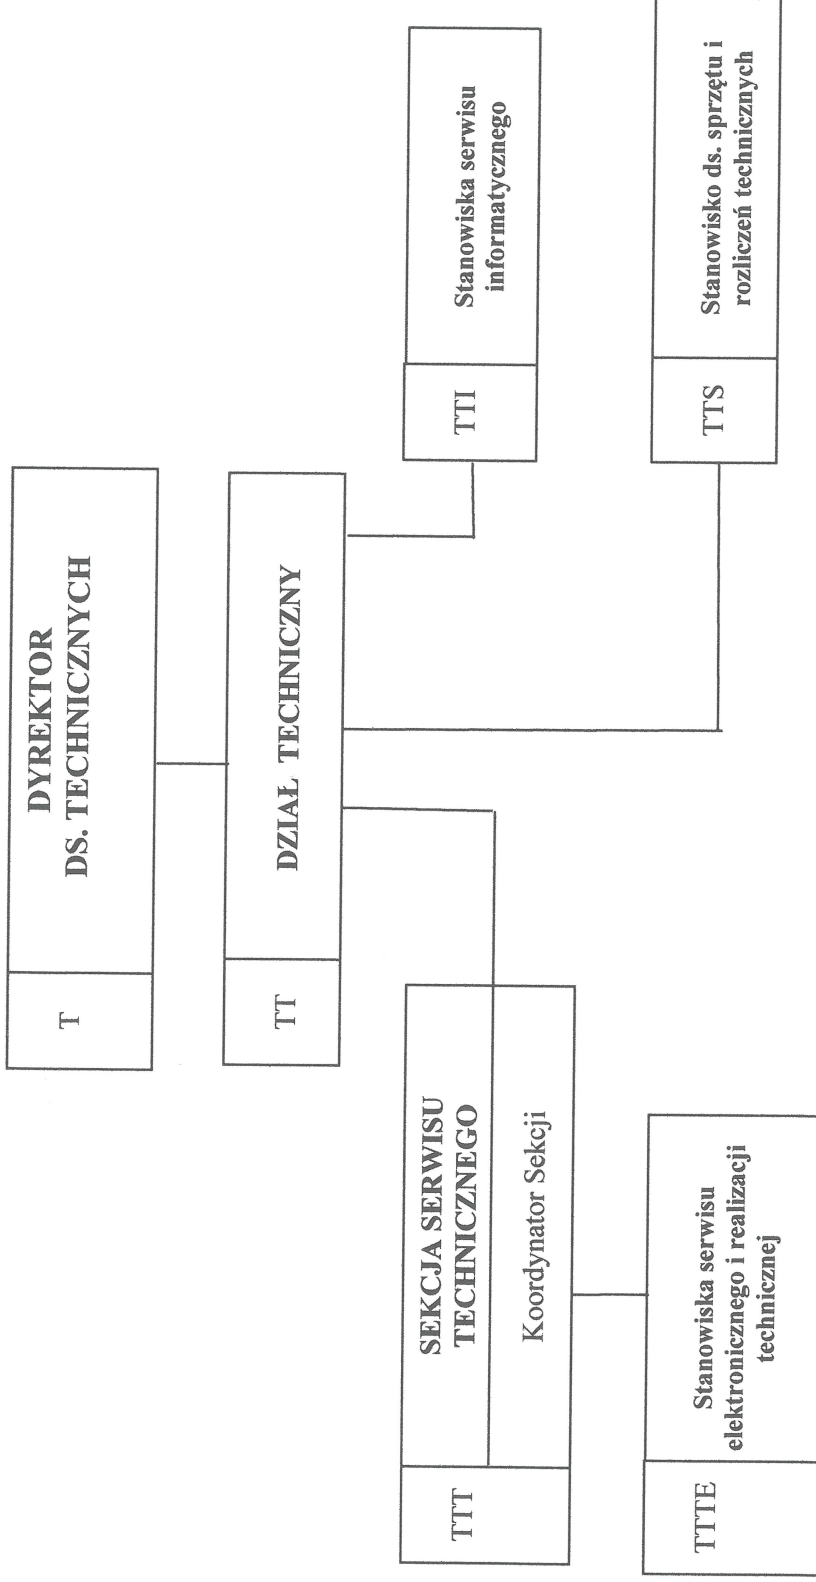 T
DYREKTOR
DS. TECHNICZNYCH
TT
DZIAŁ TECHNICZNY
TTT
SEKCJA SERWISU
TECHNICZNEGO
Koordynator Sekcji
TTI
Stanowiska serwisu
informatycznego
TTTE
Stanowiska serwisu
elektronicznego i realizacji
technicznej
TTS
Stanowisko ds. sprzętu i
rozliczeń technicznych